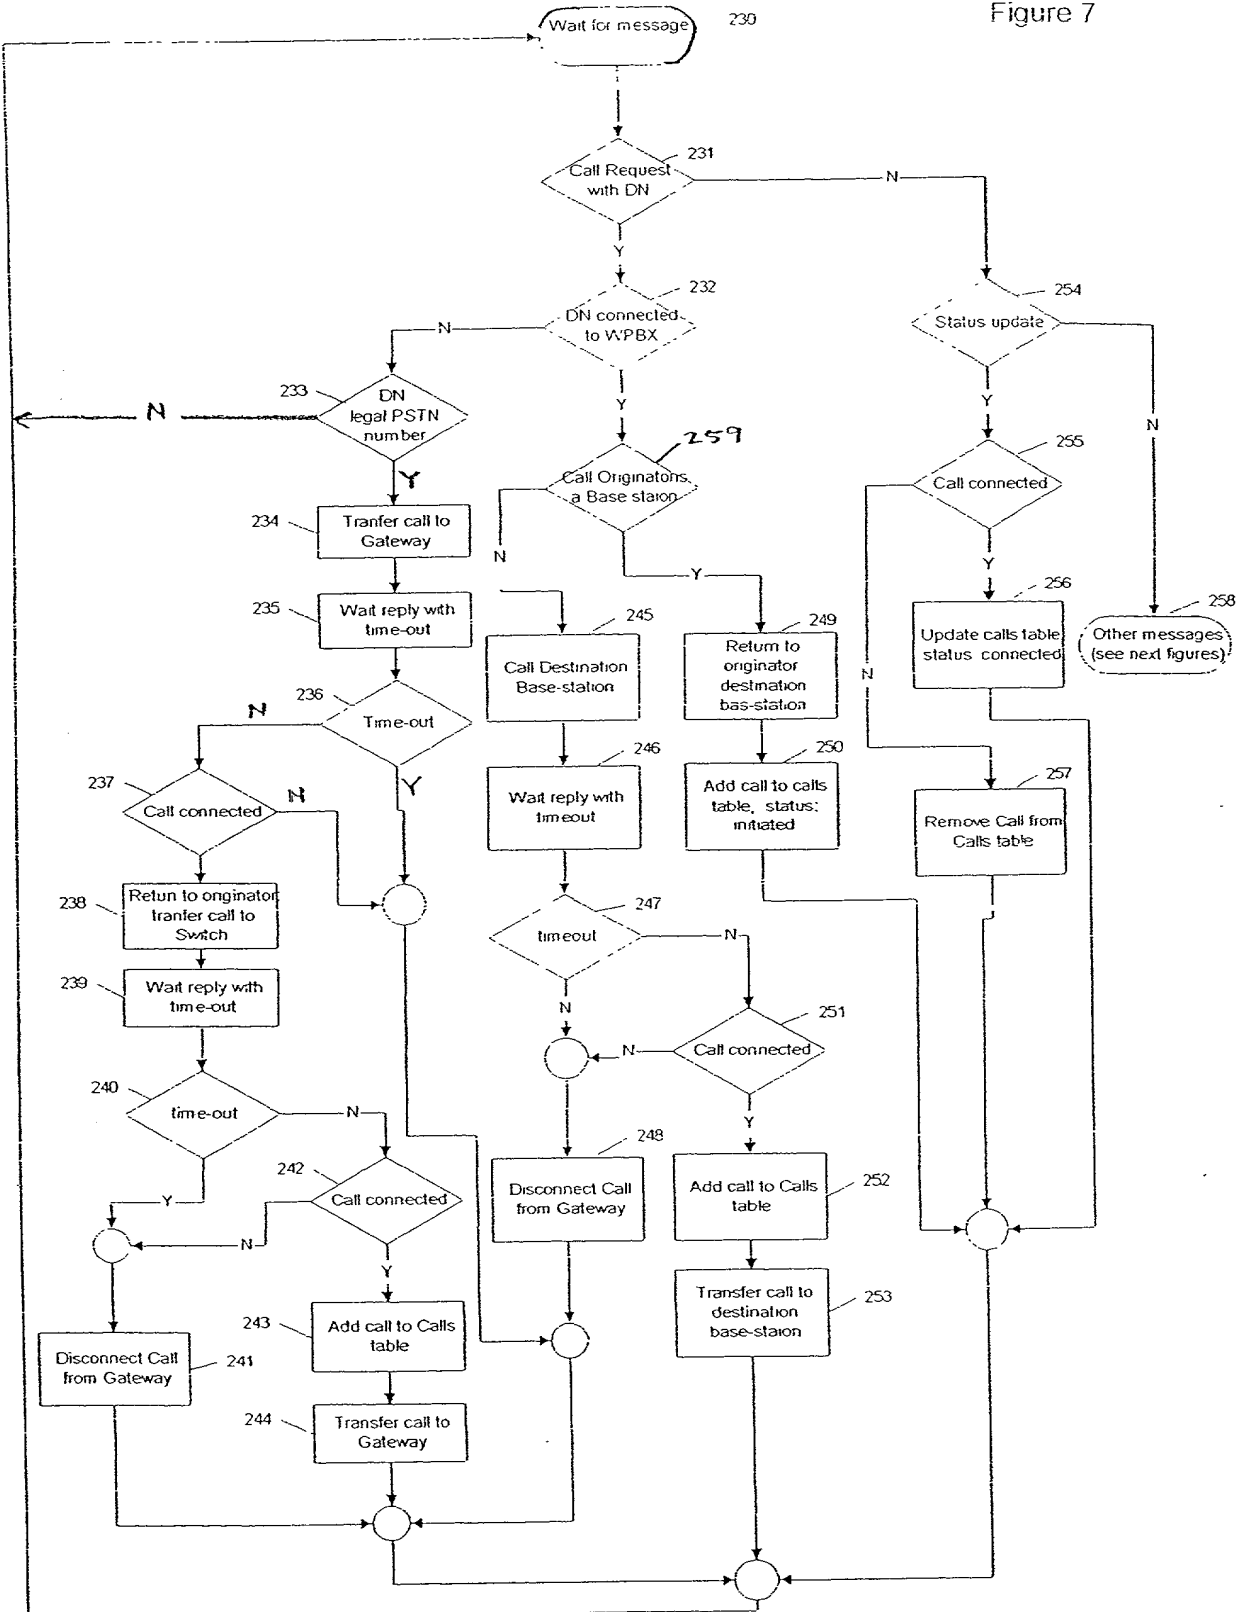 Figure 7
Wait for message
230
Call Request
with DN
231
N
Y
DN connected
to WPBX
232
N
Y
Status update
254
Y
N
DN
legal PSTN
number
233
N
Y
Call Originatons
a Base staion
259
N
Y
Call connected
255
N
Y
Tranfer call to
Gateway
234
Wait reply with
time-out
235
Time-out
236
N
Y
Call Destination
Base-station
245
Return to
originator
destination
bas-station
249
Update calls table
status connected
256
Other messages
(see next figures)
258
Wait reply with
timeout
246
Add call to calls
table, status:
initiated
250
Remove Call from
Calls table
257
Call connected
237
N
Retun to originator
tranfer call to
Switch
238
Wait reply with
time-out
239
timeout
247
N
N
Call connected
251
N
Y
time-out
240
N
Y
Call connected
242
N
Y
Disconnect Call
from Gateway
248
Add call to Calls
table
252
Transfer call to
destination
base-staion
253
Add call to Calls
table
243
Disconnect Call
from Gateway
241
Transfer call to
Gateway
244